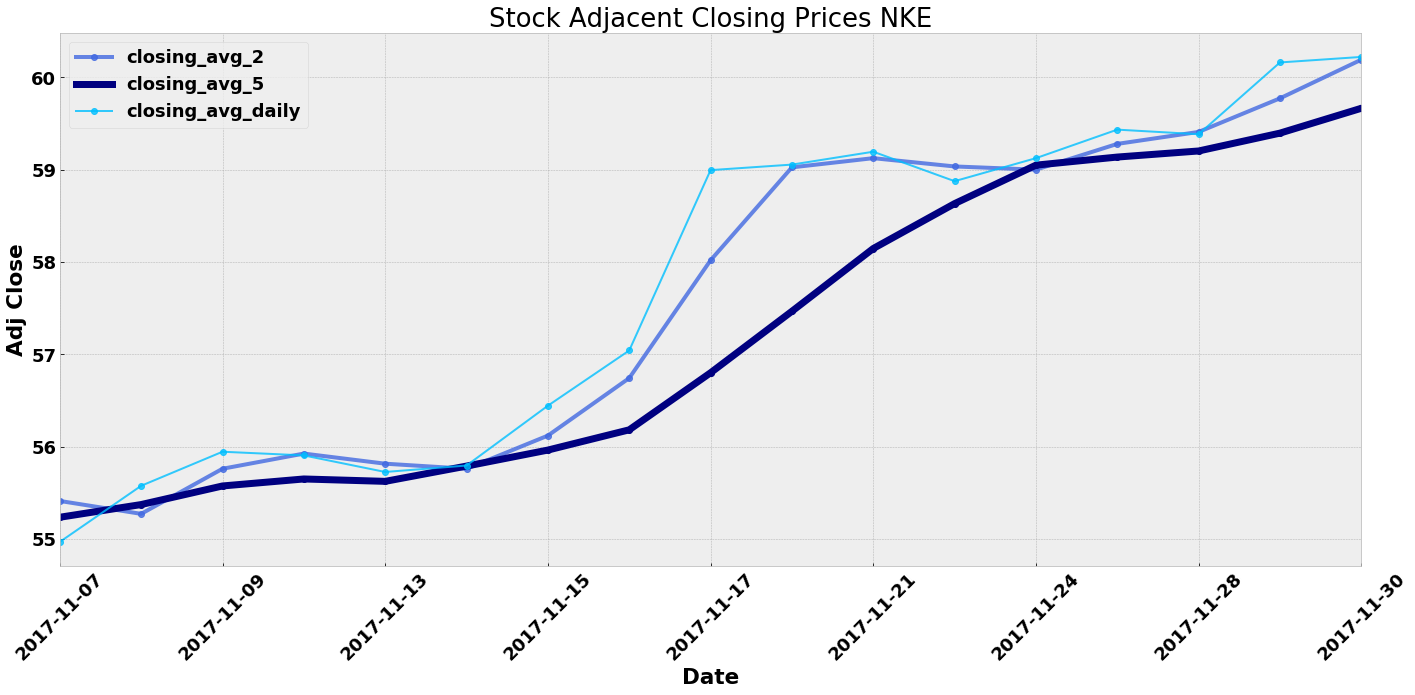 Stock Adjacent Closing Prices NKE
closing_avg_2
closing_avg_5
closing_avg_daily
Adj Close
60
59
58
57
56
55
2017-11-07
2017-11-09
2017-11-13
2017-11-15
2017-11-17
2017-11-21
2017-11-24
2017-11-28
2017-11-30
Date